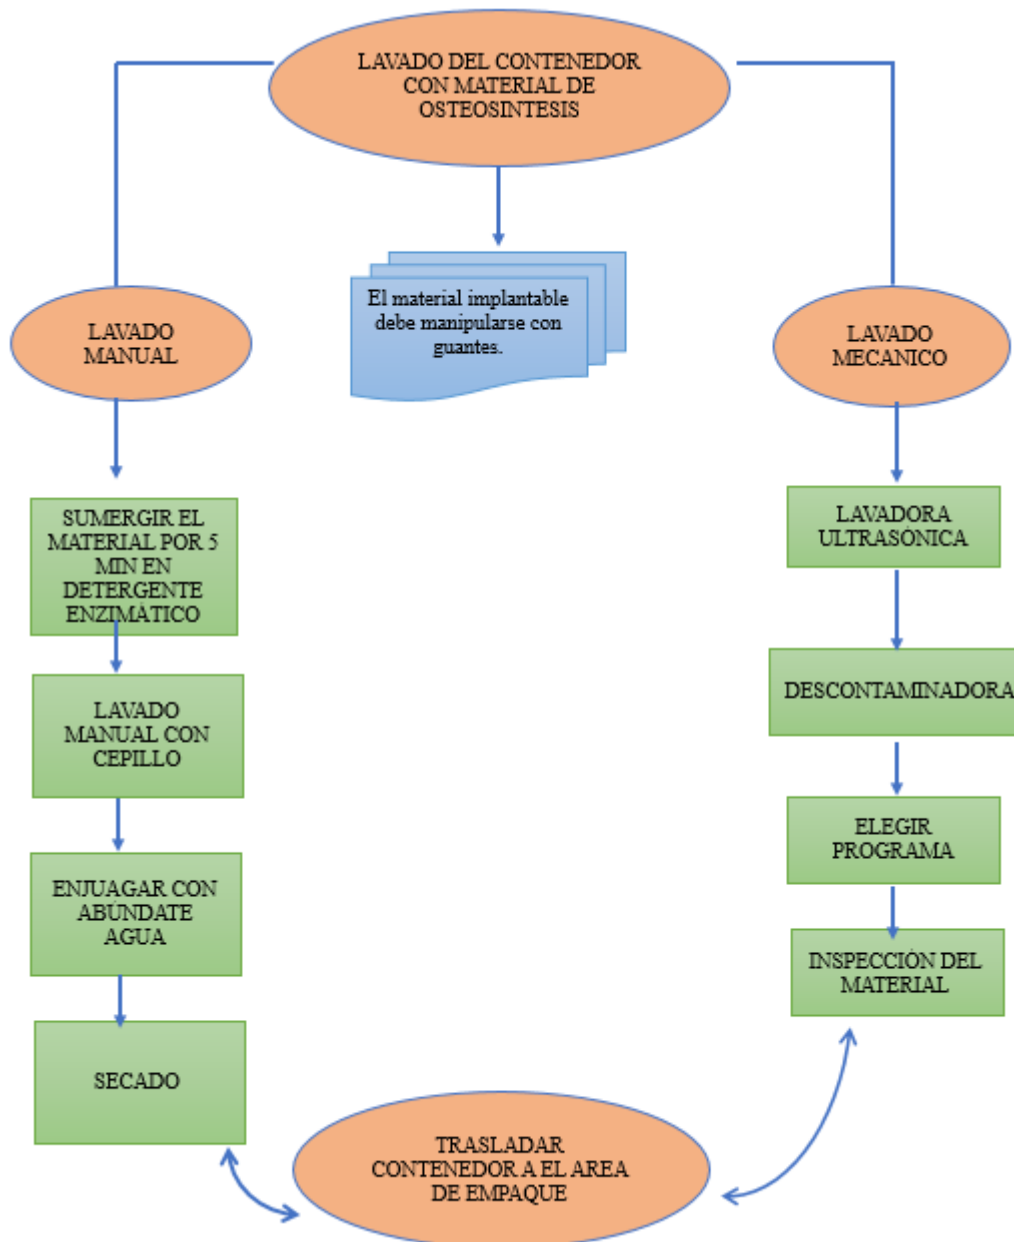 LAVADO DEL CONTENEDOR
CON MATERIAL DE
OSTEOSINTESIS
El material implantable
debe manipularse con
guantes.
LAVADO
MANUAL
LAVADO
MECANICO
SUMERGIR EL
MATERIAL POR 5
MIN EN
DETERGENTE
ENZIMÁTICO
LAVADO
MANUAL CON
CEPILLO
ENJUAGAR CON
ABÚNDATE
AGUA
SECADO
LAVADORA
ULTRASÓNICA
DESCONTAMINADORA
ELEGIR
PROGRAMA
INSPECCIÓN DEL
MATERIAL
TRASLADAR
CONTENEDOR A EL AREA
DE EMPAQUE